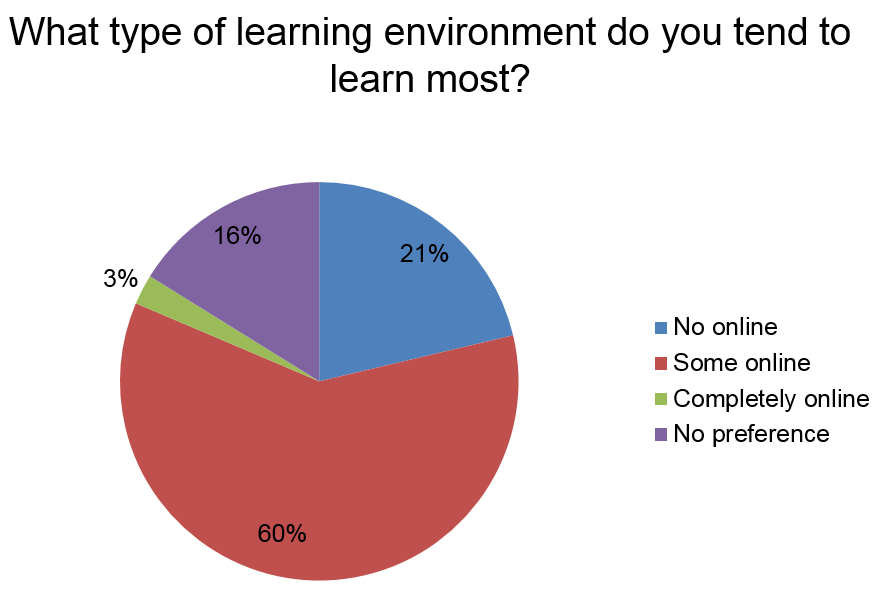 What type of learning environment do you tend to
learn most?
16%
21%
3%
60%
No online
Some online
Completely online
No preference